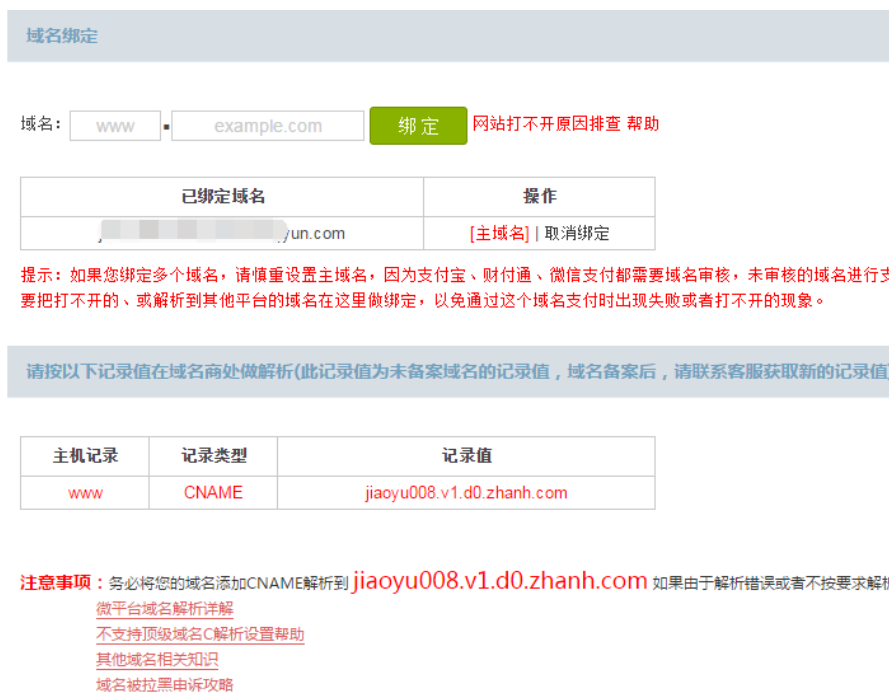 域名绑定
域名： www . example.com 绑 定 网站打不开原因排查 帮助
已绑定域名 操作
yun.com [主域名] | 取消绑定
提示：如果您绑定多个域名，请慎重设置主域名，因为支付宝、财付通、微信支付都需要域名审核，未审核的域名进行支
要把打不开的、或解析到其他平台的域名在这里做绑定，以免通过这个域名支付时出现失败或者打不开的现象。
请按以下记录值在域名商处做解析(此记录值为未备案域名的记录值，域名备案后，请联系客服获取新的记录值)
主机记录 记录类型 记录值
www CNAME jiaoyu008.v1.d0.zhanh.com
注意事项：务必将您的域名添加CNAME解析到 jiaoyu008.v1.d0.zhanh.com 如果由于解析错误或者不按要求解析
微平台域名解析详解
不支持顶级域名C解析设置帮助
其他域名相关知识
域名被拉黑申诉攻略